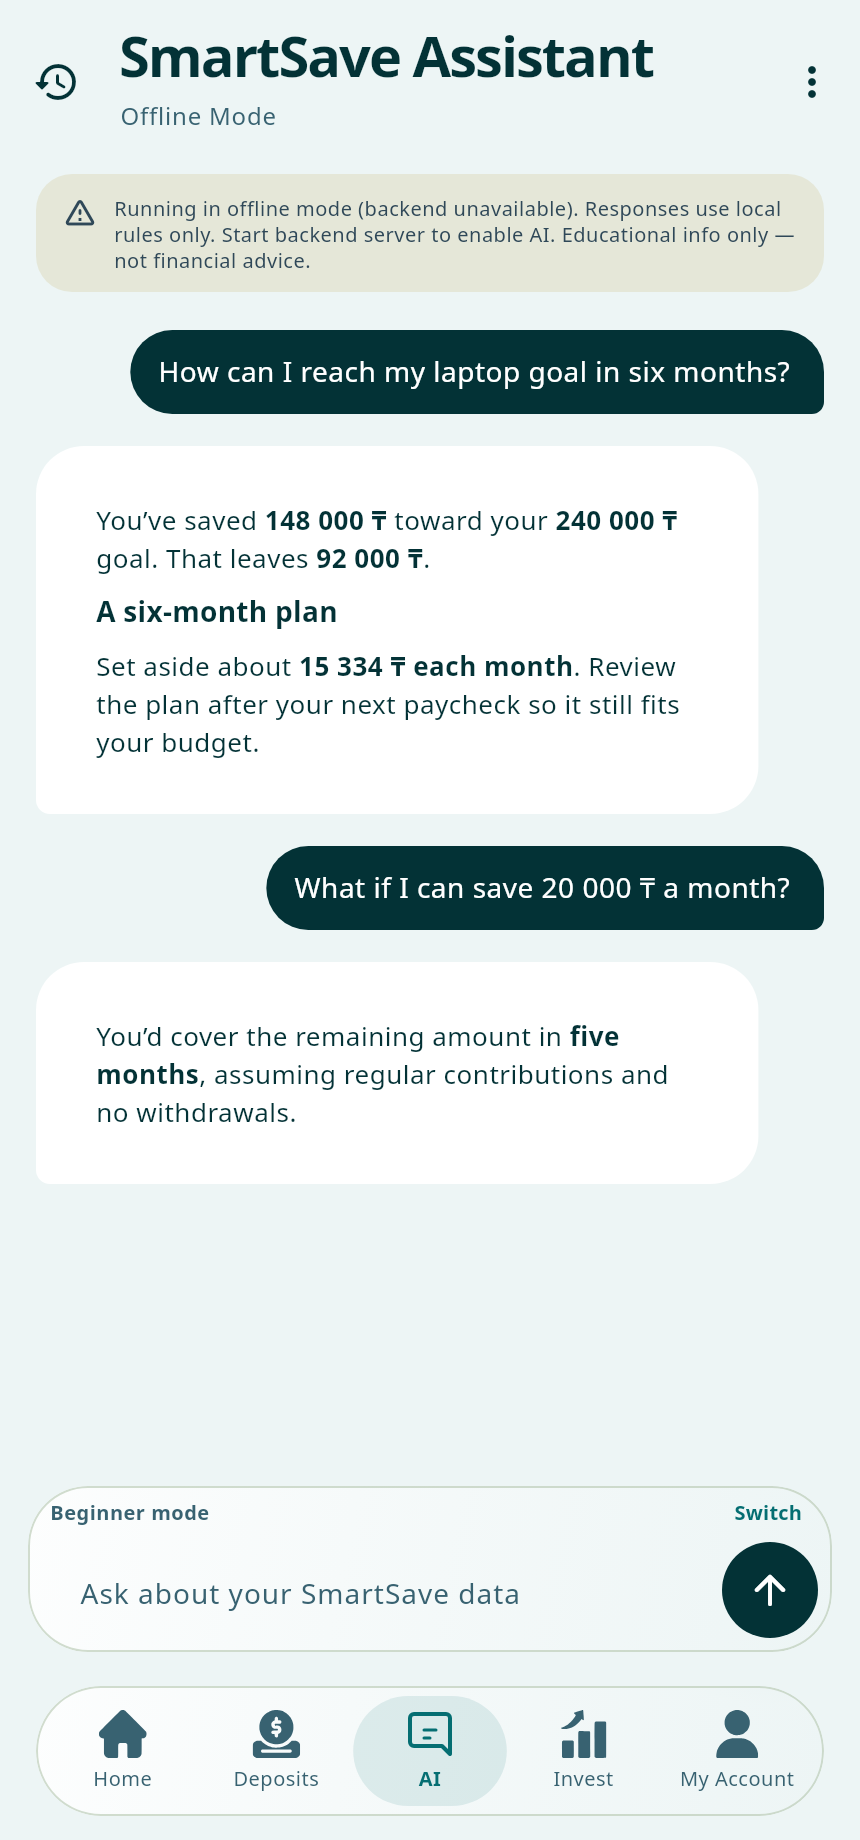 SmartSave Assistant
Offline Mode
Running in offline mode (backend unavailable). Responses use local
rules only. Start backend server to enable AI. Educational info only —
not financial advice.
How can I reach my laptop goal in six months?
You’ve saved 148 000 ₸ toward your 240 000 ₸
goal. That leaves 92 000 ₸.
A six-month plan
Set aside about 15 334 ₸ each month. Review
the plan after your next paycheck so it still fits
your budget.
What if I can save 20 000 ₸ a month?
You’d cover the remaining amount in five
months, assuming regular contributions and
no withdrawals.
Beginner mode
Switch
Ask about your SmartSave data
Home
Deposits
AI
Invest
My Account